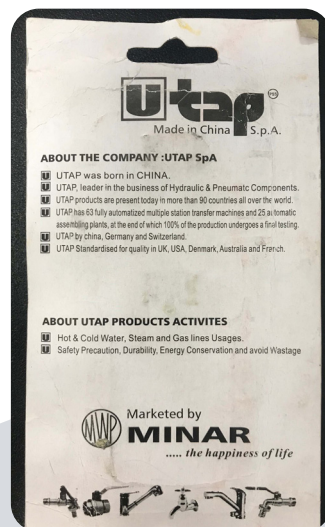 Utap
Made in China S.p.A.
ABOUT THE COMPANY :UTAP SpA
UTAP was born in CHINA.
UTAP, leader in the business of Hydraulic & Pneumatc Components.
UTAP products are present today in more than 90 countries all over the world.
UTAP has 63 fully automatized multiple station transfer machines and 25 automatic
assembling plants, at the end of which 100% of the production undergoes a final testing.
UTAP by china, Germany and Switzerland.
UTAP Standardised for quality in UK, USA, Denmark, Australia and French.
ABOUT UTAP PRODUCTS ACTIVITES
Hot & Cold Water, Steam and Gas lines Usages.
Safety Precaution, Durability, Energy Conservation and avoid Wastage
Marketed by
MWP MINAR
..... the happiness of life